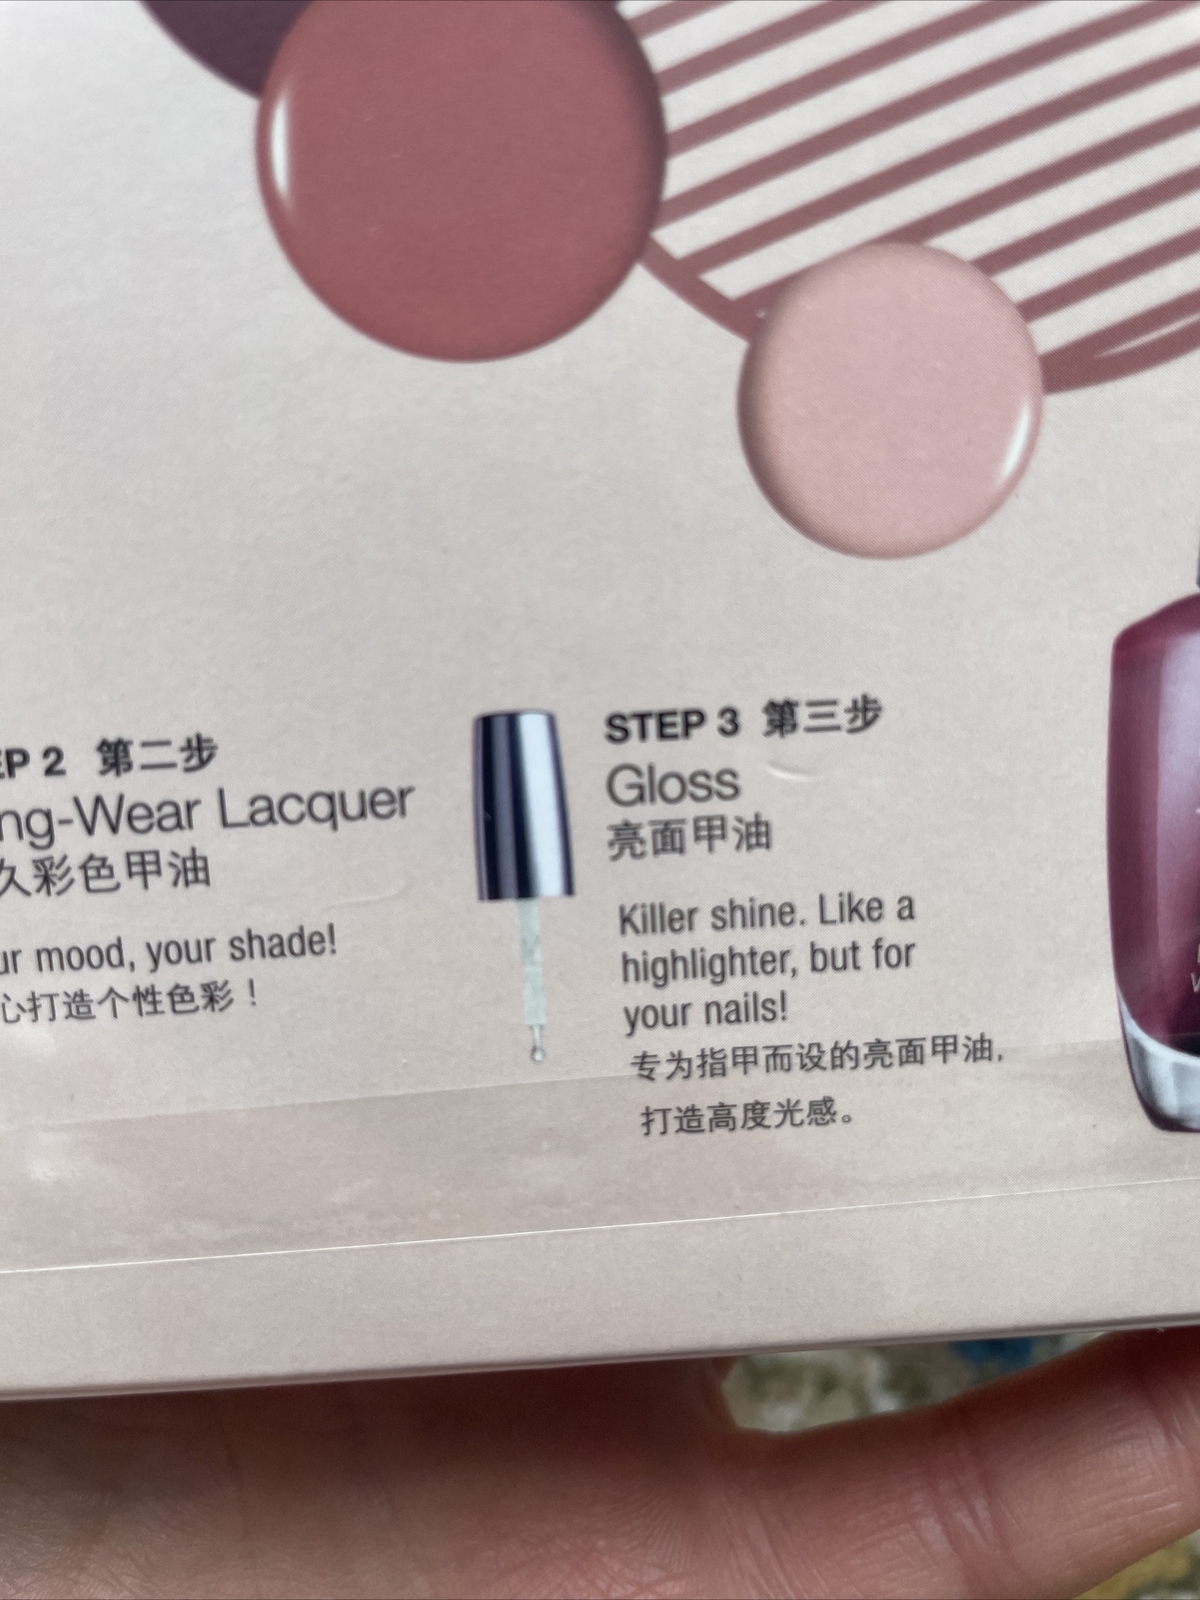 EP 2 第二步
ng-Wear Lacquer
久彩色甲油
ur mood, your shade!
心打造个性色彩！
STEP 3 第三步
Gloss
亮面甲油
Killer shine. Like a
highlighter, but for
your nails!
专为指甲而设的亮面甲油,
打造高度光感。